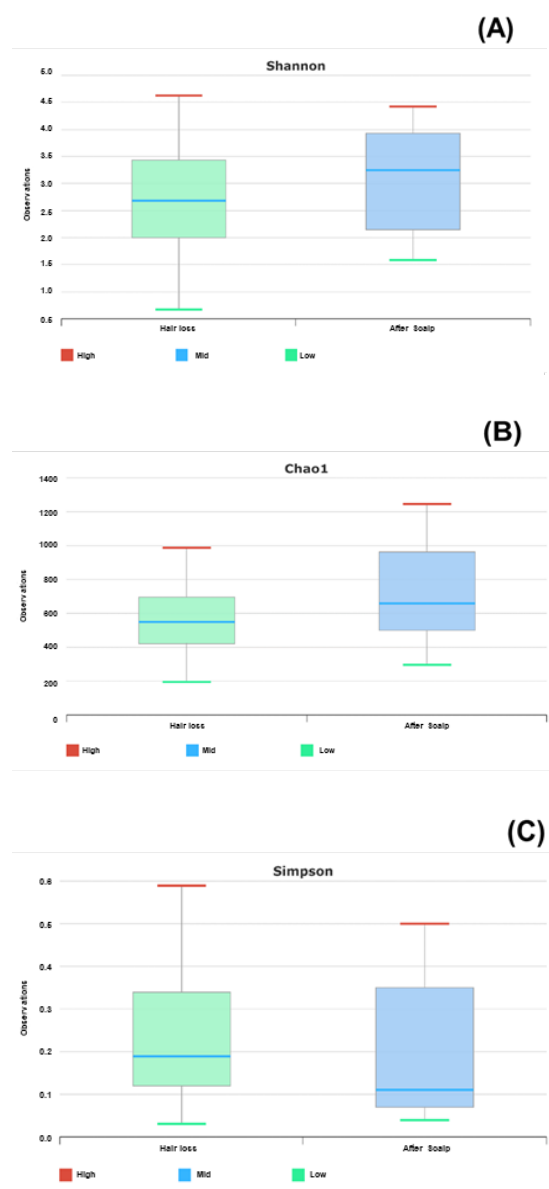 (A)
Shannon
5.0
4.5
4.0
3.5
3.0
2.5
2.0
1.5
1.0
0.5
Observations
Hair loss
After Scalp
High
Mid
Low
(B)
Chao1
1400
1200
1000
800
600
400
200
0
Observations
Hair loss
After Scalp
High
Mid
Low
(C)
Simpson
0.6
0.5
0.4
0.3
0.2
0.1
0.0
Observations
Hair loss
After Scalp
High
Mid
Low